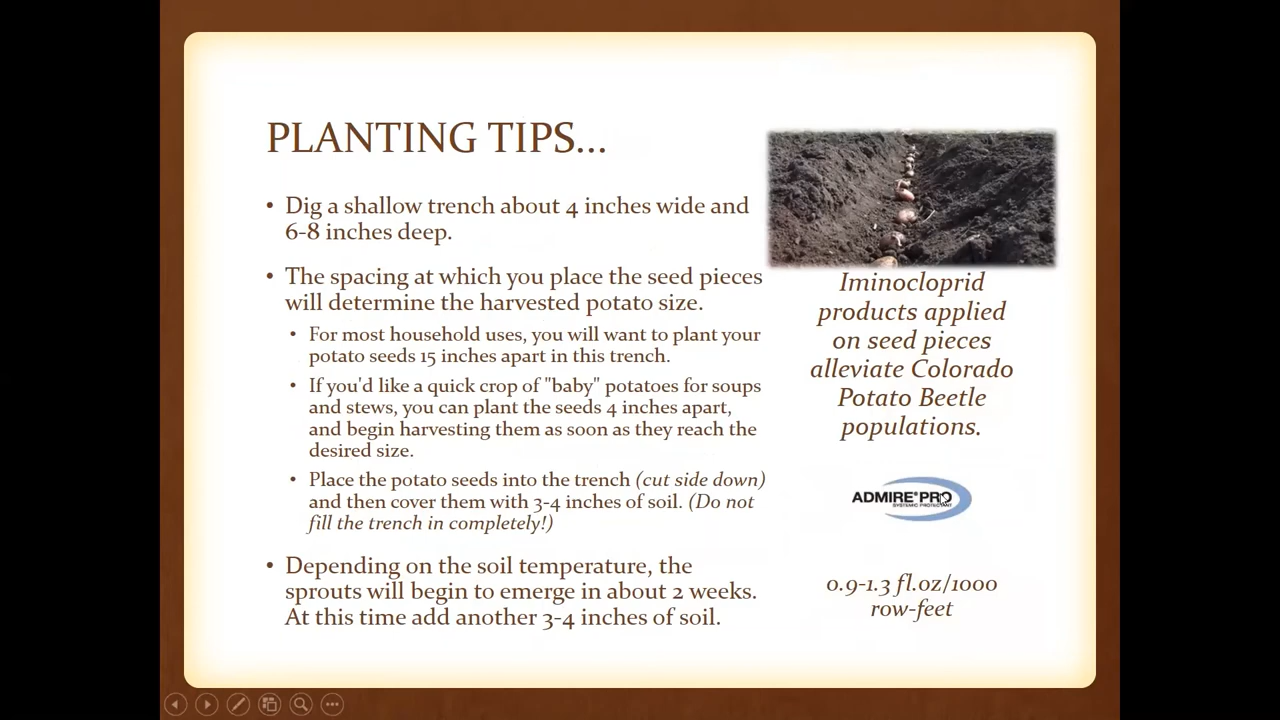 PLANTING TIPS...
• Dig a shallow trench about 4 inches wide and
6-8 inches deep.
• The spacing at which you place the seed pieces
will determine the harvested potato size.
• For most household uses, you will want to plant your
potato seeds 15 inches apart in this trench.
• If you'd like a quick crop of "baby" potatoes for soups
and stews, you can plant the seeds 4 inches apart,
and begin harvesting them as soon as they reach the
desired size.
• Place the potato seeds into the trench (cut side down)
and then cover them with 3-4 inches of soil. (Do not
fill the trench in completely!)
• Depending on the soil temperature, the
sprouts will begin to emerge in about 2 weeks.
At this time add another 3-4 inches of soil.
Iminocloprid
products applied
on seed pieces
alleviate Colorado
Potato Beetle
populations.
ADMIRE® PRO
SYSTEMIC PROTECTANT
0.9-1.3 fl.oz/1000
row-feet